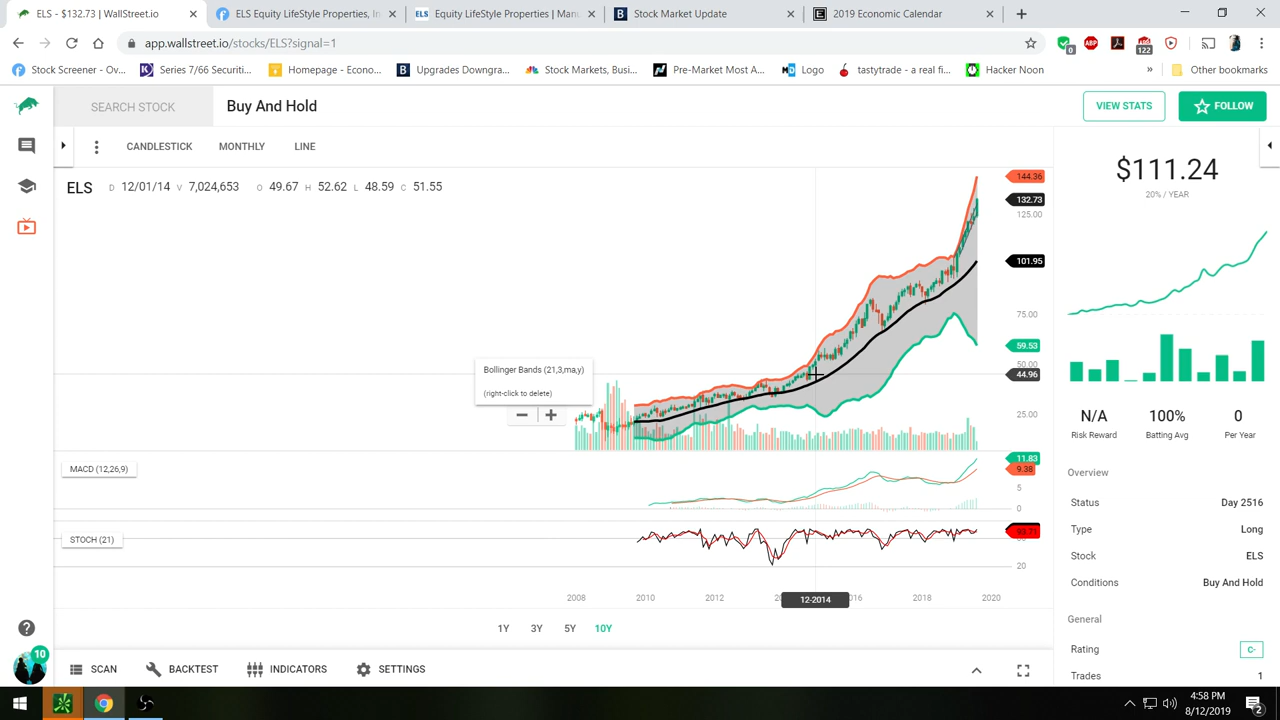 ELS - $132.73 | WallStreet.io
ELS Equity LifeStyle Properties, In
Equity LifeStyle Properties | Manu
Stock Market Update
2019 Economic Calendar
app.wallstreet.io/stocks/ELS?signal=1
0
ABP
122
Stock Screener - Ov...
Series 7/66 Securiti...
Homepage - Econo...
Upgrades Downgra...
Stock Markets, Busi...
Pre-Market Most A...
Logo
tastytrade - a real fi...
Hacker Noon
»
Other bookmarks
SEARCH STOCK
Buy And Hold
VIEW STATS
FOLLOW
CANDLESTICK
MONTHLY
LINE
ELS D 12/01/14 V 7,024,653 O 49.67 H 52.62 L 48.59 C 51.55
144.36
132.73
125.00
101.95
75.00
59.53
50.00
44.96
25.00
Bollinger Bands (21,3,ma,y)
(right-click to delete)
MACD (12,26,9)
11.83
9.38
5
0
STOCH (21)
20
2008
2010
2012
12-2014
2018
2020
1Y
3Y
5Y
10Y
$111.24
20% / YEAR
N/A
100%
0
Risk Reward
Batting Avg
Per Year
Overview
Status
Day 2516
Type
Long
Stock
ELS
Conditions
Buy And Hold
General
Rating
C-
Trades
1
10
SCAN
BACKTEST
INDICATORS
SETTINGS
4:58 PM
8/12/2019
2